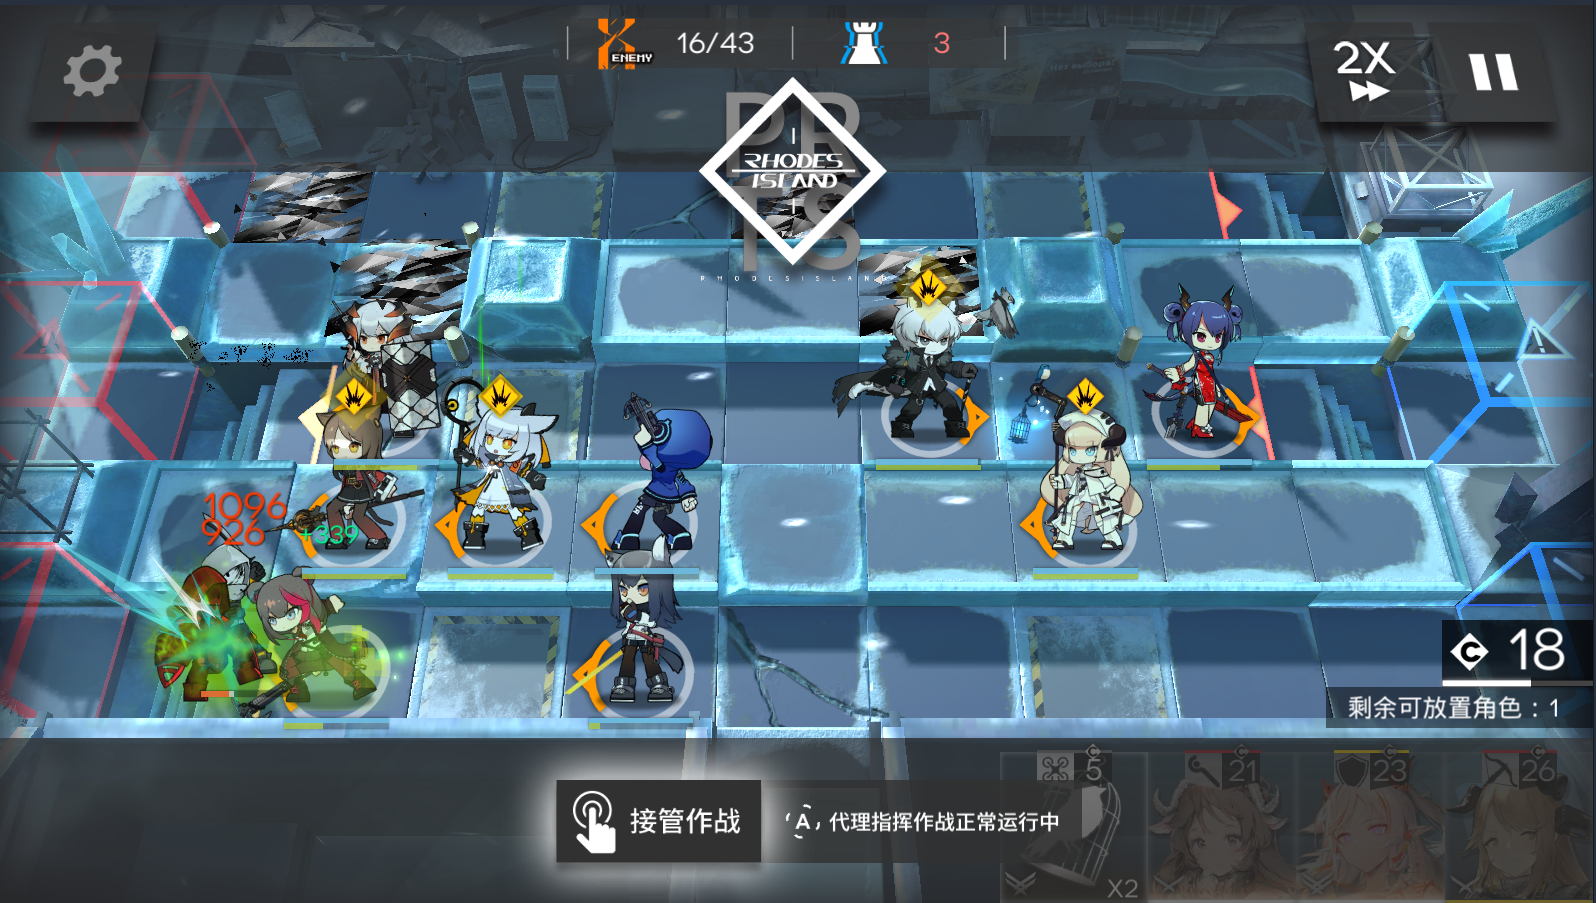 ENEMY
16/43
3
2X
PRTS
RHODES
ISLAND
RHODESISLAND
1096
926
+339
18
剩余可放置角色：1
接管作战
‘A’, 代理指挥作战正常运行中
5
X2
21
23
26